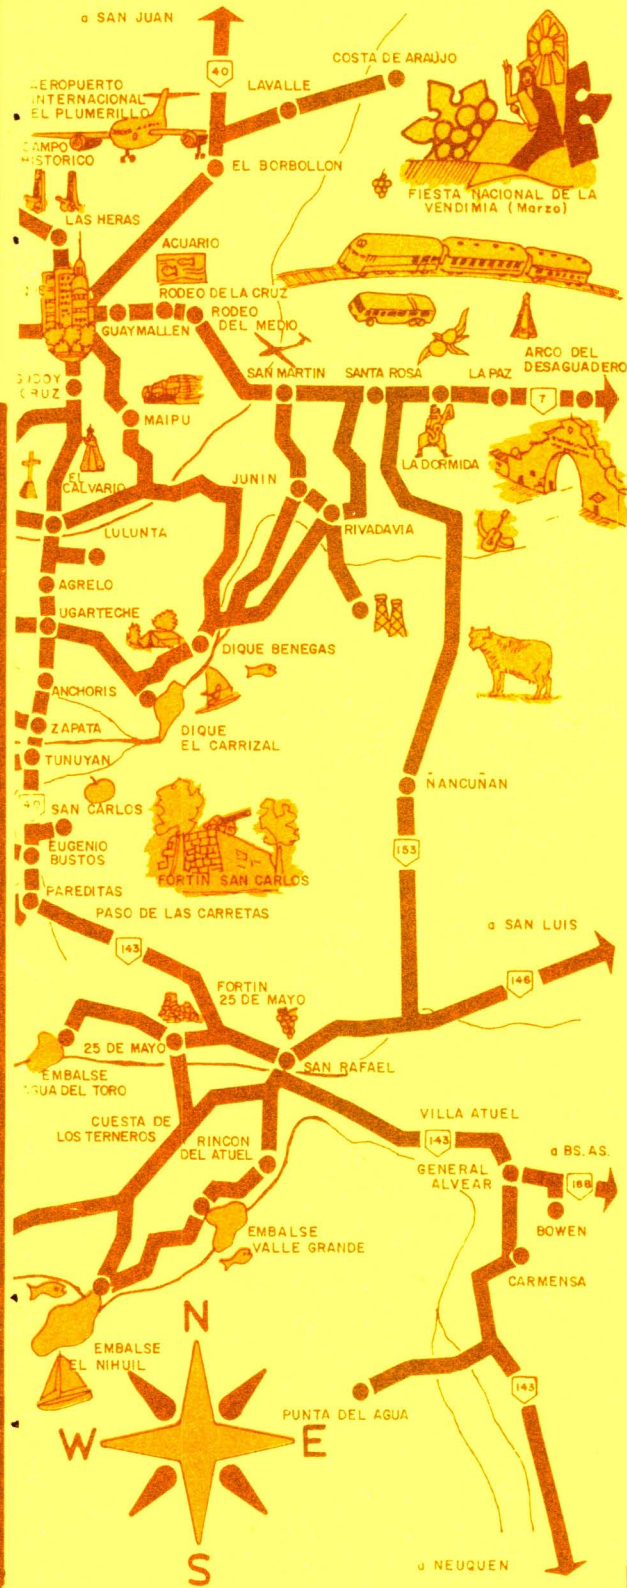 a SAN JUAN
40
COSTA DE ARAÚJO
LAVALLE
INTERNACIONAL
EL PLUMERILLO
EL BORBOLLON
FIESTA NACIONAL DE LA
VENDIMIA (Marzo)
LAS HERAS
ACUARIO
RODEO DE LA CRUZ
GUAYMALLEN
RODEO
DEL MEDIO
SAN MARTIN
SANTA ROSA
LA PAZ
ARCO DEL
DESAGUADERO
7
CRUZ
MAIPU
LA DORMIDA
EL
CALVARIO
JUNIN
LULUNTA
RIVADAVIA
AGRELO
UGARTECHE
DIQUE BENEGAS
ANCHORIS
ZAPATA
DIQUE
EL CARRIZAL
TUNUYAN
ÑANCUÑAN
40
SAN CARLOS
EUGENIO
BUSTOS
153
FORTIN SAN CARLOS
PAREDITAS
PASO DE LAS CARRETAS
a SAN LUIS
143
146
FORTIN
25 DE MAYO
25 DE MAYO
SAN RAFAEL
EMBALSE
DEL TORO
CUESTA DE
LOS TERNEROS
VILLA ATUEL
RINCON
DEL ATUEL
143
a BS. AS.
GENERAL
ALVEAR
188
BOWEN
EMBALSE
VALLE GRANDE
CARMENSA
EMBALSE
EL NIHUIL
N
143
PUNTA DEL AGUA
W
E
S
a NEUQUEN